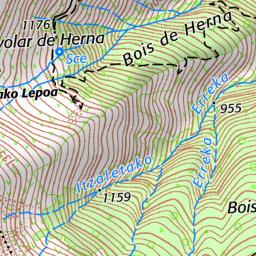 1176
volar de Herna
Sce
Bois de Herna
ako Lepoa
Erreka
955
Itzaletako
Erreka
1159
Bois